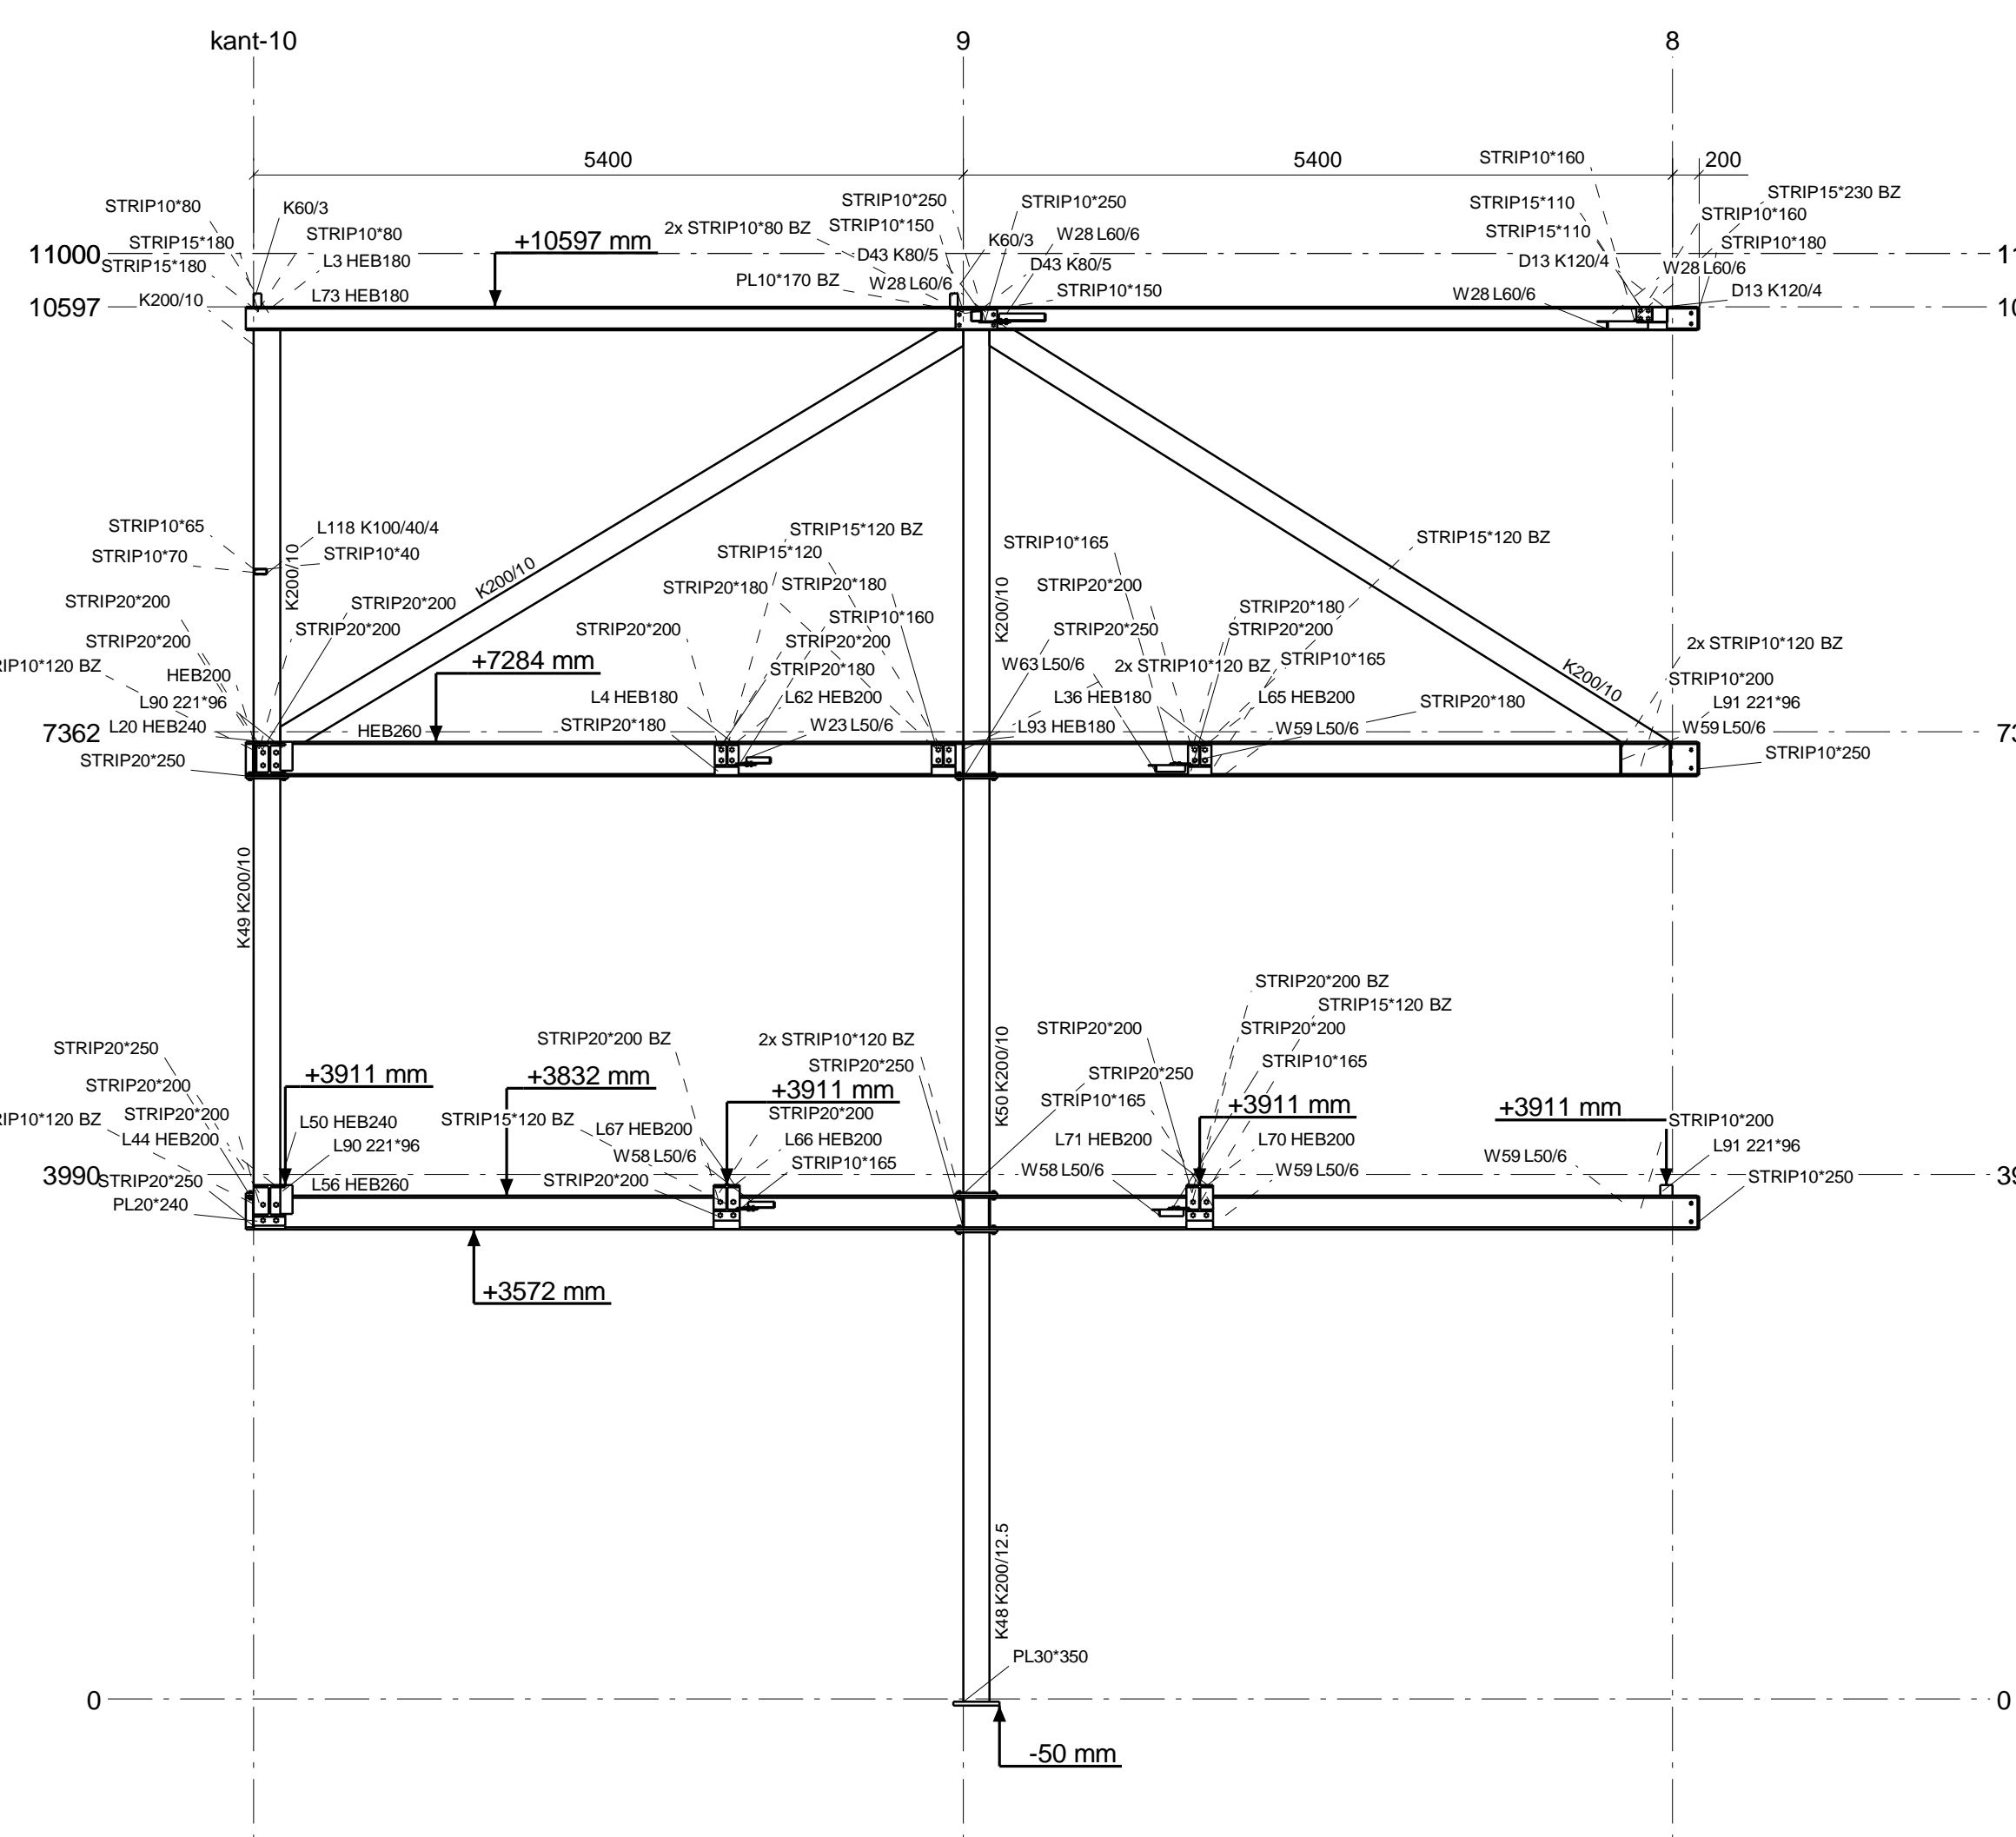 kant-10
9
8
5400
5400
200
STRIP10*160
STRIP10*80
K60/3
STRIP10*250
STRIP10*250
STRIP15*110
STRIP15*230 BZ
STRIP15*180
STRIP10*80
+10597 mm
2x STRIP10*80 BZ
STRIP10*150
K60/3
W28 L60/6
STRIP15*110
STRIP10*160
11000
STRIP15*180
L3 HEB180
D43 K80/5
D43 K80/5
D13 K120/4
STRIP10*180
11
PL10*170 BZ
W28 L60/6
STRIP10*150
W28 L60/6
W28 L60/6
D13 K120/4
10597
K200/10
L73 HEB180
10
STRIP10*65
L118 K100/40/4
STRIP10*70
STRIP10*40
K200/10
K200/10
STRIP15*120 BZ
STRIP15*120
STRIP20*180
STRIP20*180
STRIP10*160
STRIP10*165
STRIP15*120 BZ
STRIP20*200
K200/10
STRIP20*200
STRIP20*200
STRIP20*200
STRIP20*200
STRIP20*200
STRIP20*200
STRIP20*250
STRIP20*180
STRIP20*200
2x STRIP10*120 BZ
RIP10*120 BZ
HEB200
+7284 mm
STRIP20*180
W63 L50/6
2x STRIP10*120 BZ
STRIP10*165
K200/10
STRIP10*200
L90 221*96
L4 HEB180
L62 HEB200
L36 HEB180
L65 HEB200
STRIP20*180
L91 221*96
7362
L20 HEB240
HEB260
STRIP20*180
W23 L50/6
L93 HEB180
W59 L50/6
W59 L50/6
73
STRIP20*250
STRIP10*250
K49 K200/10
K50 K200/10
STRIP20*200 BZ
STRIP15*120 BZ
STRIP20*250
STRIP20*200 BZ
2x STRIP10*120 BZ
STRIP20*200
STRIP20*200
STRIP20*200
+3911 mm
+3832 mm
STRIP20*250
+3911 mm
STRIP20*250
STRIP10*165
+3911 mm
+3911 mm
RIP10*120 BZ
STRIP20*200
STRIP15*120 BZ
STRIP20*200
STRIP10*165
STRIP10*200
L44 HEB200
L50 HEB240
L67 HEB200
L66 HEB200
L71 HEB200
L70 HEB200
L91 221*96
L90 221*96
W58 L50/6
STRIP10*165
W58 L50/6
W59 L50/6
W59 L50/6
3990
STRIP20*250
L56 HEB260
STRIP20*200
STRIP10*250
39
PL20*240
+3572 mm
K48 K200/12.5
PL30*350
0
0
-50 mm